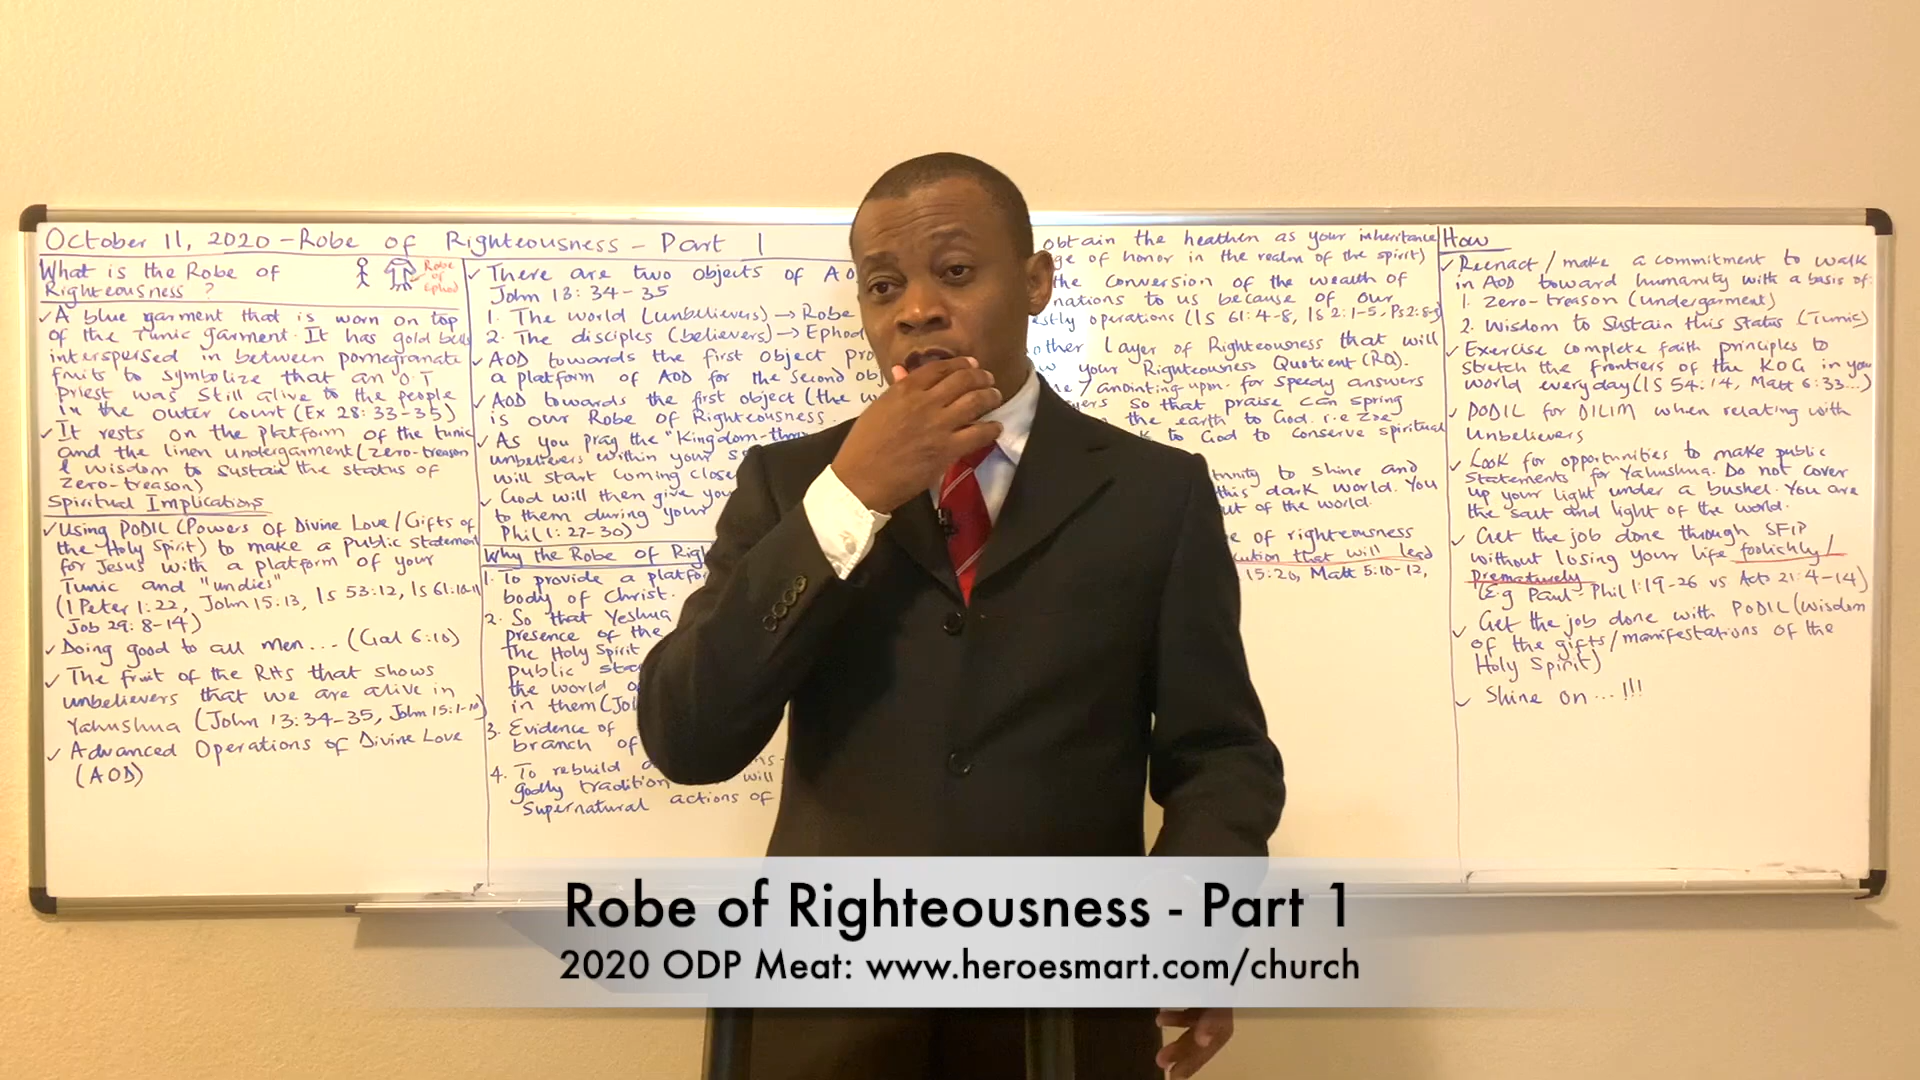 October 11, 2020 - Robe of Righteousness - Part 1
What is the Robe of
Righteousness?
Robe
of
Ephod
✓ A blue garment that is worn on top
of the Tunic garment. It has gold bells
interspersed in between pomegranate
fruits to symbolize that an O.T
priest was still alive to the people
in the outer court (Ex 28:33-35)
✓ It rests on the platform of the tunic
and the linen undergarment (zero-treason
& wisdom to sustain the status of
zero-treason)
Spiritual Implications
✓ Using PODIL (Powers of Divine Love/Gifts of
the Holy Spirit) to make a public statement
for Jesus with a platform of your
Tunic and "undies"
(1 Peter 1:22, John 15:13, Is 53:12, Is 61:10-11
Job 29:8-14)
✓ Doing good to all men... (Gal 6:10)
✓ The fruit of the RHS that shows
unbelievers that we are alive in
Yahushua (John 13:34-35, John 15:1-10)
✓ Advanced Operations of Divine Love
(AOD)
✓ There are two objects of AO
John 13:34-35
1. The world (unbelievers) → Robe
2. The disciples (believers) → Ephod
✓ AOD towards the first object pro
a platform of AOD for the second obj
✓ AOD towards the first object (the w
is our Robe of Righteousness
✓ As you pray the "Kingdom-thr
unbelievers within your s
will start coming close
✓ God will then give you
to them during your
Phil (1:27-30)
Why the Robe of Rig
1. To provide a platfo
body of Christ.
2. So that Yeshua
presence of the
the Holy Spirit
public sta
the world
in them (Jo
3. Evidence of
branch of
4. To rebuild
godly tradition will
supernatural actions of
obtain the heathen as your inheritance
ge of honor in the realm of the spirit)
the conversion of the wealth of
nations to us because of our
estly operations (Is 61:4-8, Is 2:1-5, Ps 2:8-9)
nother Layer of Righteousness that will
w your Righteousness Quotient (RQ).
me/anointing upon for speedy answers
yers so that praise can spring
the earth to God. i.e Zoe
k to God to conserve spiritual
tunity to shine and
this dark world. You
ut of the world.
e of righteousness
cution that will lead
15:20, Matt 5:10-12,
How
✓ Reenact/make a commitment to walk
in AOD toward humanity with a basis of:
1. Zero-treason (undergarment)
2. Wisdom to Sustain this Status (Tunic)
✓ Exercise complete faith principles to
stretch the frontiers of the KOG in your
world everyday (IS 54:14, Matt 6:33...)
✓ PODIL for DILIM when relating with
unbelievers
✓ Look for opportunities to make public
statements for Yahushua. Do not cover
up your light under a bushel. You are
the salt and light of the world.
✓ Get the job done through SFIP
without losing your life foolishly/
prematurely
(E.g Paul - Phil 1:19-26 vs Acts 21:4-14)
✓ Get the job done with PODIL (wisdom
of the gifts/manifestations of the
Holy Spirit)
✓ Shine on...!!!
Robe of Righteousness - Part 1
2020 ODP Meat: www.heroesmart.com/church